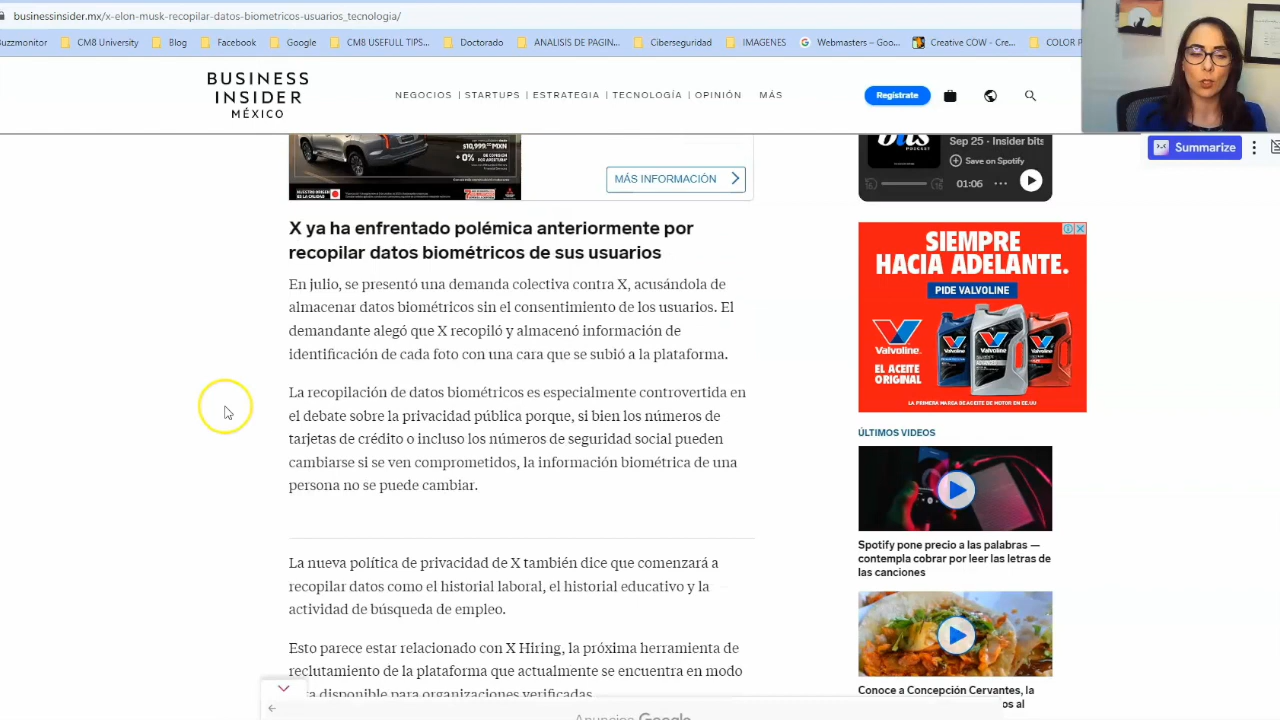 businessinsider.mx/x-elon-musk-recopilar-datos-biometricos-usuarios_tecnologia/
uzzmonitor
CM8 University
Blog
Facebook
Google
CM8 USEFULL TIPS...
Doctorado
ANÁLISIS DE PAGIN...
Ciberseguridad
IMAGENES
Webmasters – Goo...
Creative COW - Cre...
COLOR P
BUSINESS
INSIDER
MÉXICO
NEGOCIOS | STARTUPS | ESTRATEGIA | TECNOLOGÍA | OPINIÓN MÁS
Regístrate
Summarize
$10,999 MXN
+0%
MÁS INFORMACIÓN
PODCAST
Sep 25 · Insider bits
Save on Spotify
01:06
X ya ha enfrentado polémica anteriormente por
recopilar datos biométricos de sus usuarios
En julio, se presentó una demanda colectiva contra X, acusándola de
almacenar datos biométricos sin el consentimiento de los usuarios. El
demandante alegó que X recopiló y almacenó información de
identificación de cada foto con una cara que se subió a la plataforma.
La recopilación de datos biométricos es especialmente controvertida en
el debate sobre la privacidad pública porque, si bien los números de
tarjetas de crédito o incluso los números de seguridad social pueden
cambiarse si se ven comprometidos, la información biométrica de una
persona no se puede cambiar.
La nueva política de privacidad de X también dice que comenzará a
recopilar datos como el historial laboral, el historial educativo y la
actividad de búsqueda de empleo.
Esto parece estar relacionado con X Hiring, la próxima herramienta de
reclutamiento de la plataforma que actualmente se encuentra en modo
disponible para organizaciones verificadas.
Anuncios Google
SIEMPRE
HACIA ADELANTE.
PIDE VALVOLINE
Valvoline.
EL ACEITE
ORIGINAL
LA PRIMERA MARCA DE ACEITE DE MOTOR EN EE.UU
ÚLTIMOS VIDEOS
Spotify pone precio a las palabras —
contempla cobrar por leer las letras de
las canciones
Conoce a Concepción Cervantes, la
os al